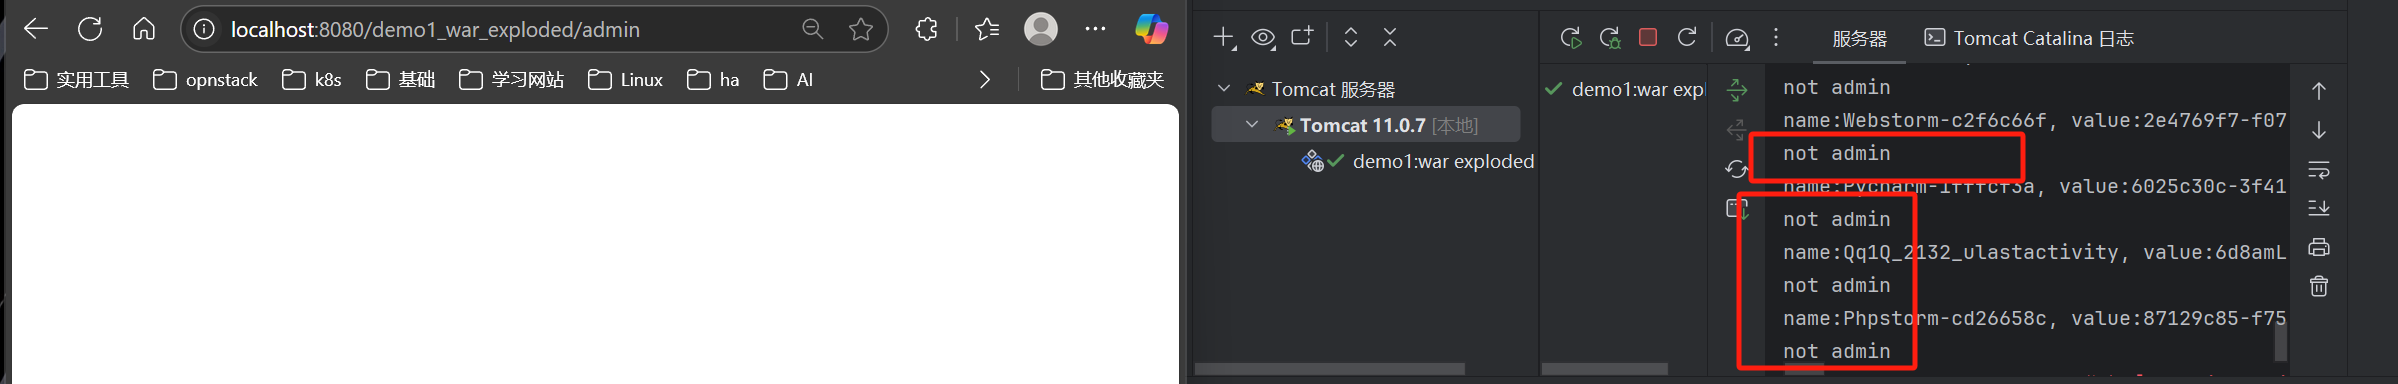 localhost:8080/demo1_war_exploded/admin
实用工具 opnstack k8s 基础 学习网站 Linux ha AI 其他收藏夹
服务器 Tomcat Catalina 日志
Tomcat 服务器
Tomcat 11.0.7 [本地]
demo1:war exploded
demo1:war expl
not admin
name:Webstorm-c2f6c66f, value:2e4769f7-f07
not admin
name:Pycharm-1fffcf3a, value:6025c30c-3f41
not admin
name:Qq1Q_2132_ulastactivity, value:6d8amL
not admin
name:Phpstorm-cd26658c, value:87129c85-f75
not admin